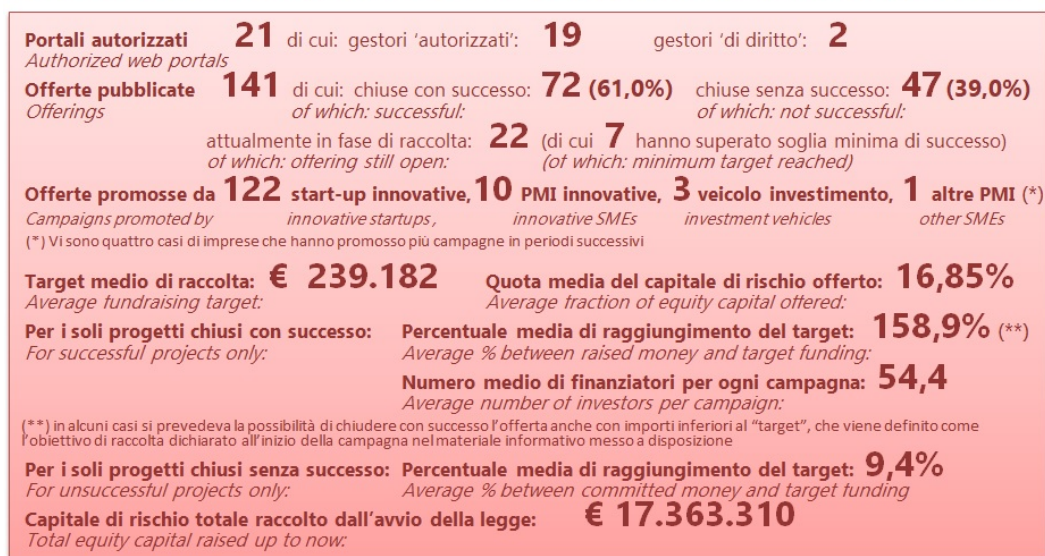 Portali autorizzati 21 di cui: gestori 'autorizzati': 19 gestori 'di diritto': 2
Authorized web portals
Offerte pubblicate 141 di cui: chiuse con successo: 72 (61,0%) chiuse senza successo: 47 (39,0%)
Offerings of which: successful: of which: not successful:
attualmente in fase di raccolta: 22 (di cui 7 hanno superato soglia minima di successo)
of which: offering still open: (of which: minimum target reached)
Offerte promosse da 122 start-up innovative, 10 PMI innovative, 3 veicolo investimento, 1 altre PMI (*)
Campaigns promoted by innovative startups, innovative SMEs investment vehicles other SMEs
(*) Vi sono quattro casi di imprese che hanno promosso più campagne in periodi successivi
Target medio di raccolta: € 239.182 Quota media del capitale di rischio offerto: 16,85%
Average fundraising target: Average fraction of equity capital offered:
Per i soli progetti chiusi con successo: Percentuale media di raggiungimento del target: 158,9% (**)
For successful projects only: Average % between raised money and target funding:
Numero medio di finanziatori per ogni campagna: 54,4
Average number of investors per campaign:
(**) in alcuni casi si prevedeva la possibilità di chiudere con successo l'offerta anche con importi inferiori al "target", che viene definito come
l'obiettivo di raccolta dichiarato all'inizio della campagna nel materiale informativo messo a disposizione
Per i soli progetti chiusi senza successo: Percentuale media di raggiungimento del target: 9,4%
For unsuccessful projects only: Average % between committed money and target funding
Capitale di rischio totale raccolto dall'avvio della legge: € 17.363.310
Total equity capital raised up to now: